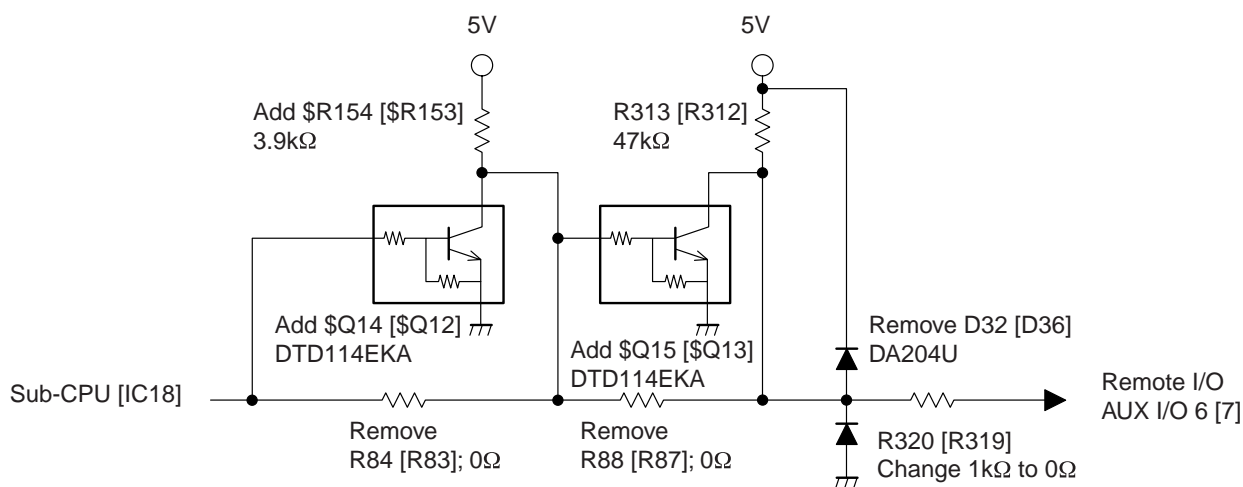 5V
5V
Add $R154 [$R153]
3.9kΩ
R313 [R312]
47kΩ
Add $Q14 [$Q12]
DTD114EKA
Add $Q15 [$Q13]
DTD114EKA
Remove D32 [D36]
DA204U
Sub-CPU [IC18]
Remote I/O
AUX I/O 6 [7]
Remove
R84 [R83]; 0Ω
Remove
R88 [R87]; 0Ω
R320 [R319]
Change 1kΩ to 0Ω